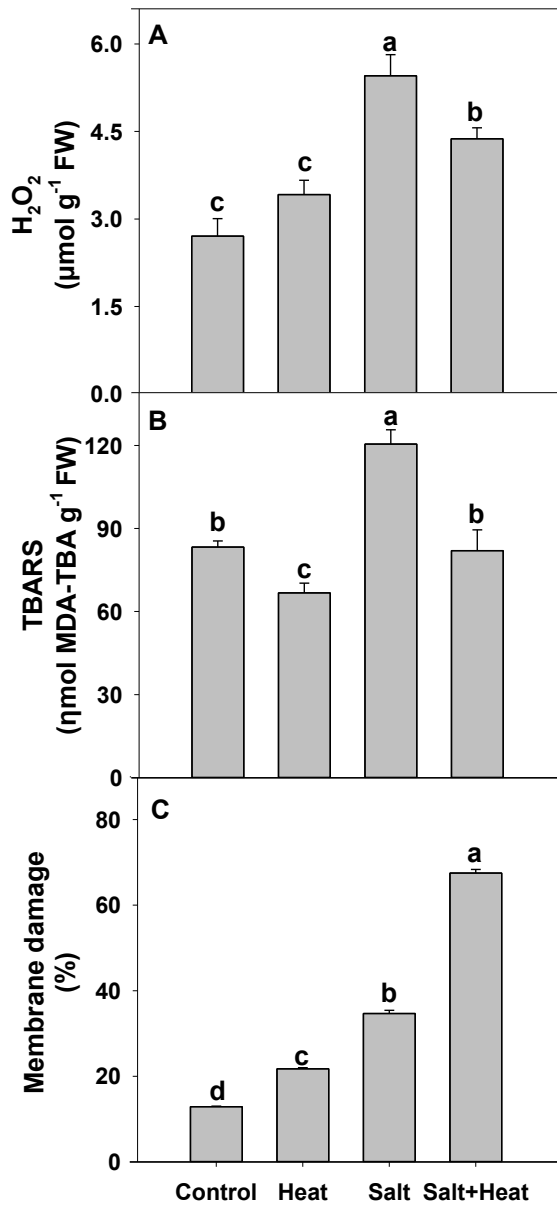 A
H₂O₂
(µmol g⁻¹ FW)
6.0
4.5
3.0
1.5
0.0
c
c
a
b
B
TBARS
(ηmol MDA-TBA g⁻¹ FW)
120
90
60
30
0
b
c
a
b
C
Membrane damage
(%)
80
60
40
20
0
d
c
b
a
Control Heat Salt Salt+Heat